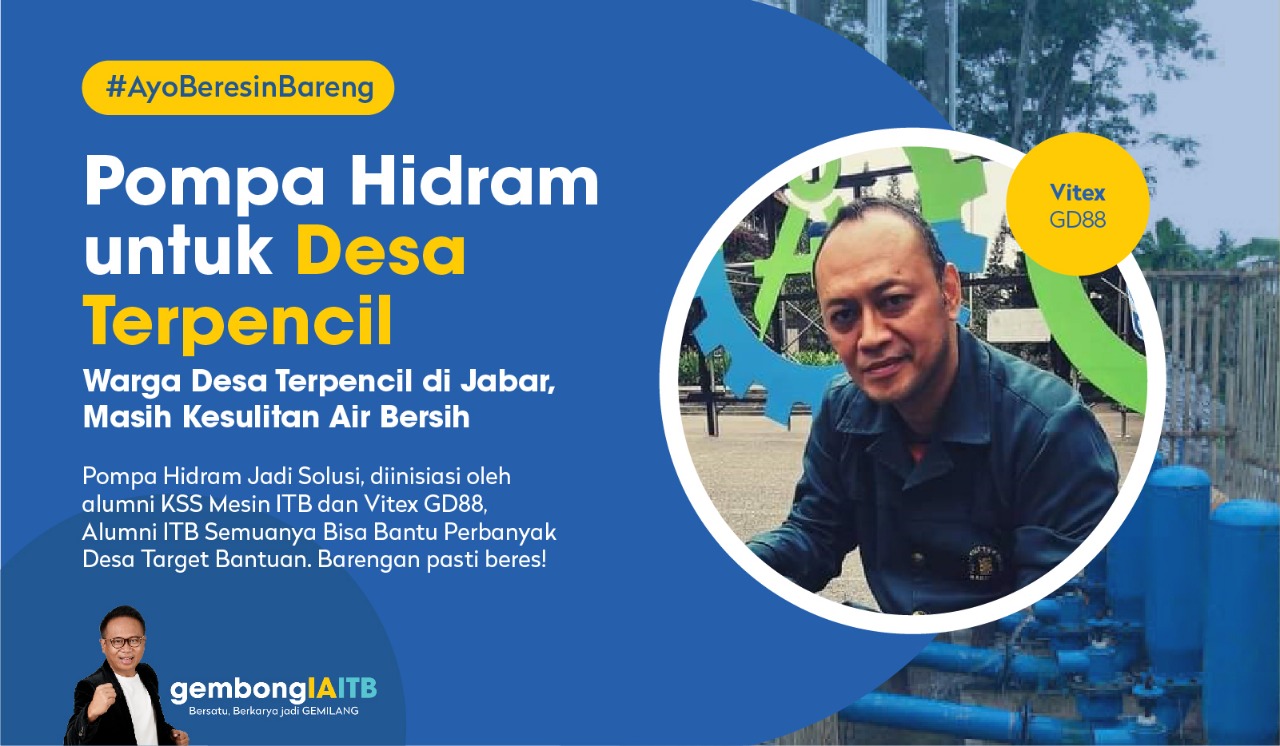 #AyoBeresinBareng
Pompa Hidram
untuk Desa
Terpencil
Warga Desa Terpencil di Jabar,
Masih Kesulitan Air Bersih
Pompa Hidram Jadi Solusi, diinisiasi oleh
alumni KSS Mesin ITB dan Vitex GD88,
Alumni ITB Semuanya Bisa Bantu Perbanyak
Desa Target Bantuan. Barengan pasti beres!
Vitex
GD88
gembongIAITB
Bersatu, Berkarya jadi GEMILANG